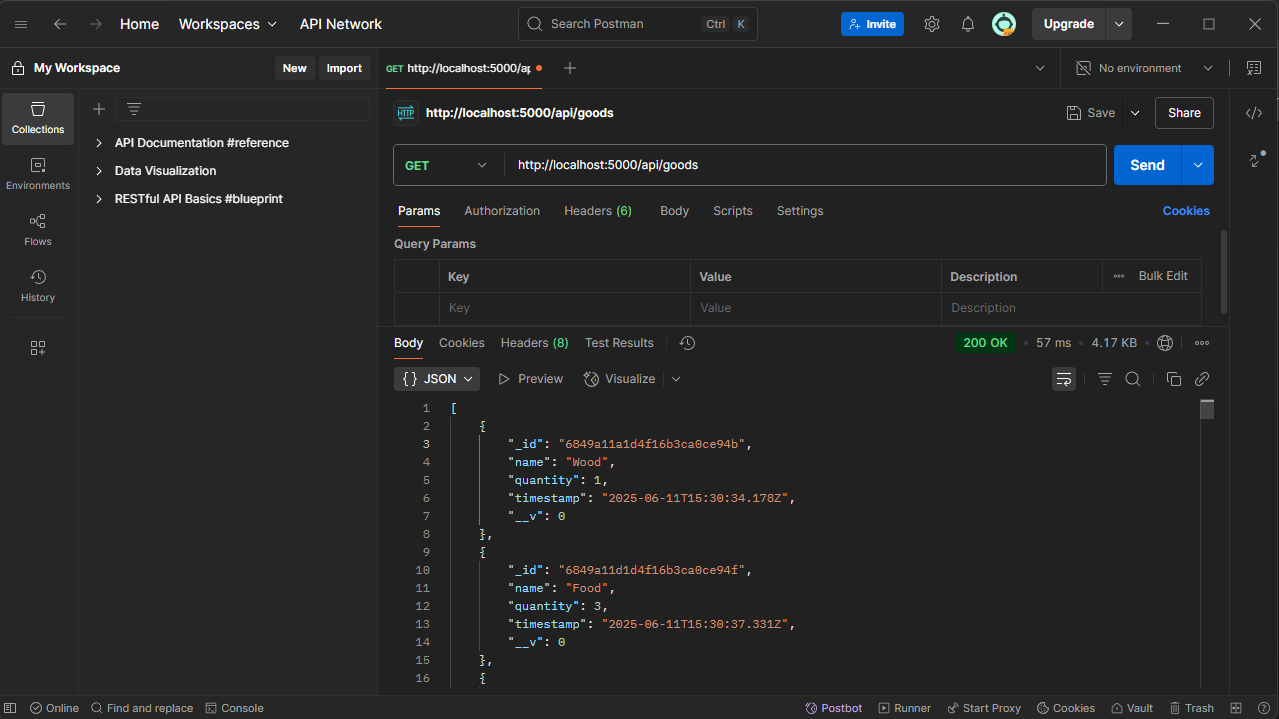 Home Workspaces API Network Search Postman Ctrl K Invite Upgrade
My Workspace New Import GET http://localhost:5000/ap No environment
http://localhost:5000/api/goods Save Share
Collections
Environments
Flows
History
API Documentation #reference
Data Visualization
RESTful API Basics #blueprint
GET http://localhost:5000/api/goods Send
Params Authorization Headers (6) Body Scripts Settings Cookies
Query Params
Key Value Description Bulk Edit
Key Value Description
Body Cookies Headers (8) Test Results 200 OK 57 ms 4.17 KB
{} JSON Preview Visualize
1 [
2 {
3 "_id": "6849a11a1d4f16b3ca0ce94b",
4 "name": "Wood",
5 "quantity": 1,
6 "timestamp": "2025-06-11T15:30:34.178Z",
7 "__v": 0
8 },
9 {
10 "_id": "6849a11d1d4f16b3ca0ce94f",
11 "name": "Food",
12 "quantity": 3,
13 "timestamp": "2025-06-11T15:30:37.331Z",
14 "__v": 0
15 },
16 {
Online Find and replace Console Postbot Runner Start Proxy Cookies Vault Trash